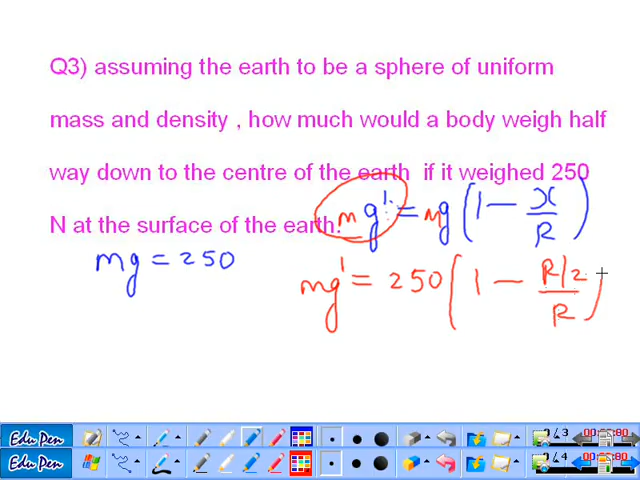 Q3) assuming the earth to be a sphere of uniform
mass and density , how much would a body weigh half
way down to the centre of the earth if it weighed 250
N at the surface of the earth.
mg' = mg(1 - x/R)
mg = 250
mg' = 250(1 - R/2/R)
Edu Pen
Edu Pen